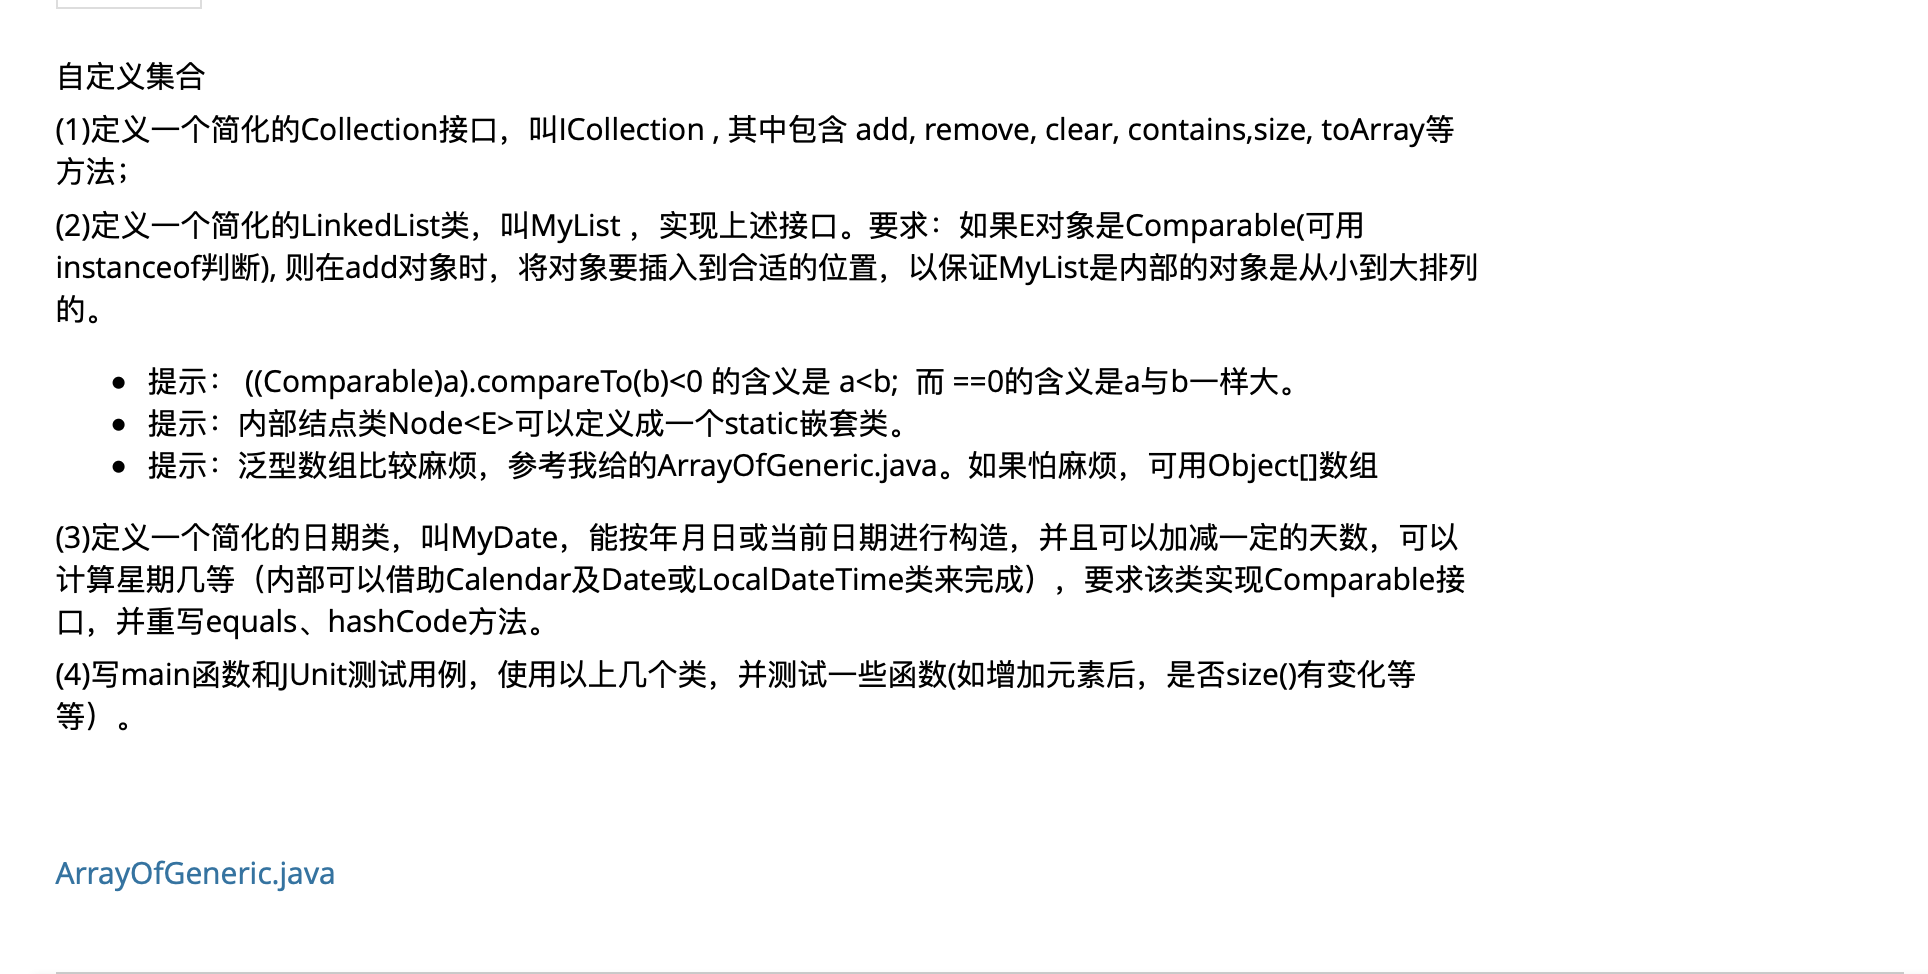 自定义集合
(1)定义一个简化的Collection接口，叫ICollection , 其中包含 add, remove, clear, contains,size, toArray等
方法；
(2)定义一个简化的LinkedList类，叫MyList ，实现上述接口。要求：如果E对象是Comparable(可用
instanceof判断), 则在add对象时，将对象要插入到合适的位置，以保证MyList是内部的对象是从小到大排列
的。
• 提示： ((Comparable)a).compareTo(b)<0 的含义是 a<b;  而 ==0的含义是a与b一样大。
• 提示：内部结点类Node<E>可以定义成一个static嵌套类。
• 提示：泛型数组比较麻烦，参考我给的ArrayOfGeneric.java。如果怕麻烦，可用Object[]数组
(3)定义一个简化的日期类，叫MyDate，能按年月日或当前日期进行构造，并且可以加减一定的天数，可以
计算星期几等（内部可以借助Calendar及Date或LocalDateTime类来完成），要求该类实现Comparable接
口，并重写equals、hashCode方法。
(4)写main函数和JUnit测试用例，使用以上几个类，并测试一些函数(如增加元素后，是否size()有变化等
等）。
ArrayOfGeneric.java